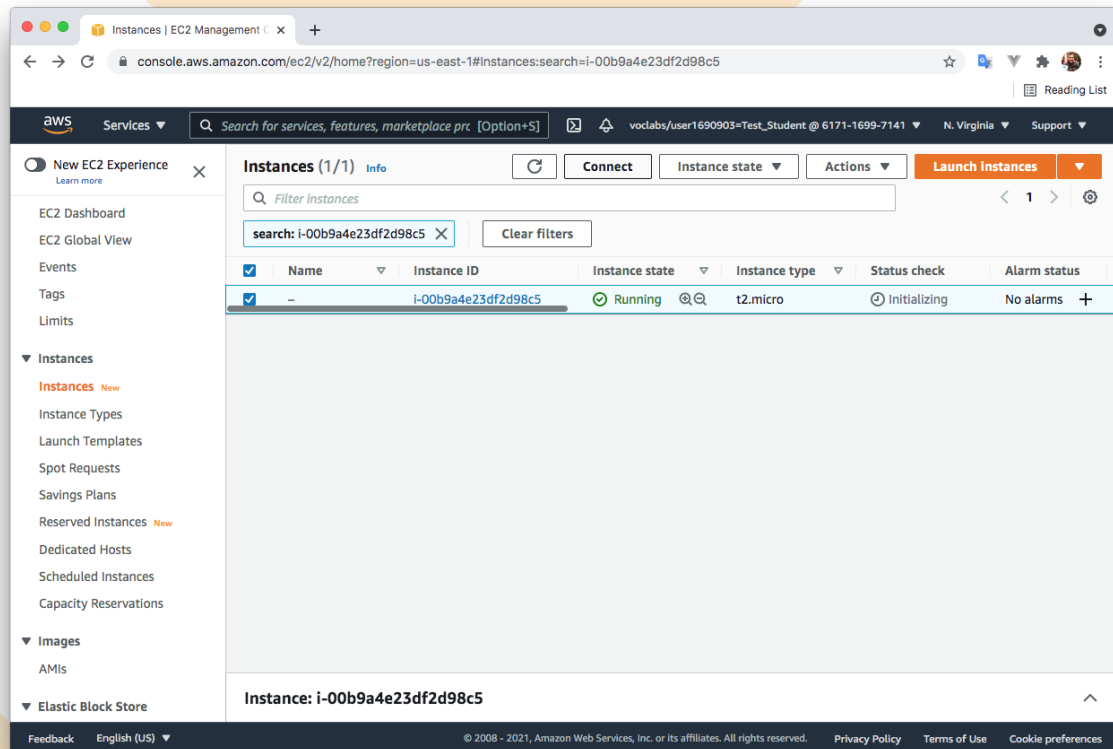 Instances | EC2 Management C
console.aws.amazon.com/ec2/v2/home?region=us-east-1#Instances:search=i-00b9a4e23df2d98c5
Reading List
aws Services Search for services, features, marketplace prc [Option+S] voclabs/user1690903=Test_Student @ 6171-1699-7141 N. Virginia Support
New EC2 Experience
Learn more
EC2 Dashboard
EC2 Global View
Events
Tags
Limits
Instances
Instances New
Instance Types
Launch Templates
Spot Requests
Savings Plans
Reserved Instances New
Dedicated Hosts
Scheduled Instances
Capacity Reservations
Images
AMIs
Elastic Block Store
Instances (1/1) Info Connect Instance state Actions Launch instances
Filter instances 1
search: i-00b9a4e23df2d98c5 Clear filters
Name Instance ID Instance state Instance type Status check Alarm status
– i-00b9a4e23df2d98c5 Running t2.micro Initializing No alarms +
Instance: i-00b9a4e23df2d98c5
Feedback English (US) © 2008 - 2021, Amazon Web Services, Inc. or its affiliates. All rights reserved. Privacy Policy Terms of Use Cookie preferences